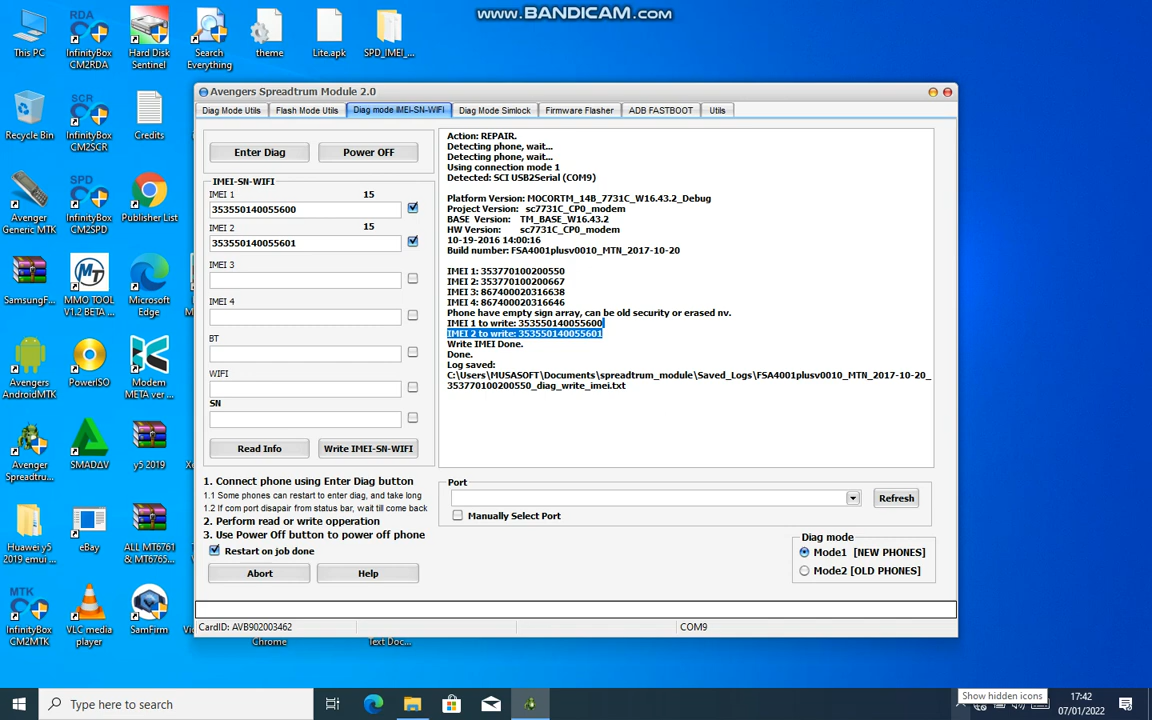 www.BANDICAM.com
This PC
InfinityBox
CM2RDA
Hard Disk
Sentinel
Search
Everything
theme
Lite.apk
SPD_IMEI_...
Recycle Bin
InfinityBox
CM2SCR
Credits
Avenger
Generic MTK
InfinityBox
CM2SPD
Publisher List
SamsungF...
MMO TOOL
V1.2 BETA ...
Microsoft
Edge
Avengers
AndroidMTK
PowerISO
Modem
META ver ...
Avenger
Spreadtru...
SMADAV
y5 2019
Huawei y5
2019 emui ...
eBay
ALL MT6761
& MT6765...
InfinityBox
CM2MTK
VLC media
player
SamFirm
Chrome
Text Doc...
Avengers Spreadtrum Module 2.0
Diag Mode Utils
Flash Mode Utils
Diag mode IMEI-SN-WIFI
Diag Mode Simlock
Firmware Flasher
ADB FASTBOOT
Utils
Enter Diag
Power OFF
IMEI-SN-WIFI
IMEI 1 15
353550140055600
IMEI 2 15
353550140055601
IMEI 3
IMEI 4
BT
WIFI
SN
Read Info
Write IMEI-SN-WIFI
1. Connect phone using Enter Diag button
1.1 Some phones can restart to enter diag, and take long
1.2 If com port disapair from status bar, wait till come back
2. Perform read or write opperation
3. Use Power Off button to power off phone
Restart on job done
Abort
Help
Action: REPAIR.
Detecting phone, wait...
Detecting phone, wait...
Using connection mode 1
Detected: SCI USB2Serial (COM9)
Platform Version: MOCORTM_14B_7731C_W16.43.2_Debug
Project Version: sc7731C_CP0_modem
BASE Version: TM_BASE_W16.43.2
HW Version: sc7731C_CP0_modem
10-19-2016 14:00:16
Build number: FSA4001plusv0010_MTN_2017-10-20
IMEI 1: 353770100200550
IMEI 2: 353770100200667
IMEI 3: 867400020316638
IMEI 4: 867400020316646
Phone have empty sign array, can be old security or erased nv.
IMEI 1 to write: 353550140055600
IMEI 2 to write: 353550140055601
Write IMEI Done.
Done.
Log saved:
C:\Users\MUSASOFT\Documents\spreadtrum_module\Saved_Logs\FSA4001plusv0010_MTN_2017-10-20_
353770100200550_diag_write_imei.txt
Port
Refresh
Manually Select Port
Diag mode
Mode1 [NEW PHONES]
Mode2 [OLD PHONES]
CardID: AVB902003462
COM9
Show hidden icons
Type here to search
17:42
07/01/2022